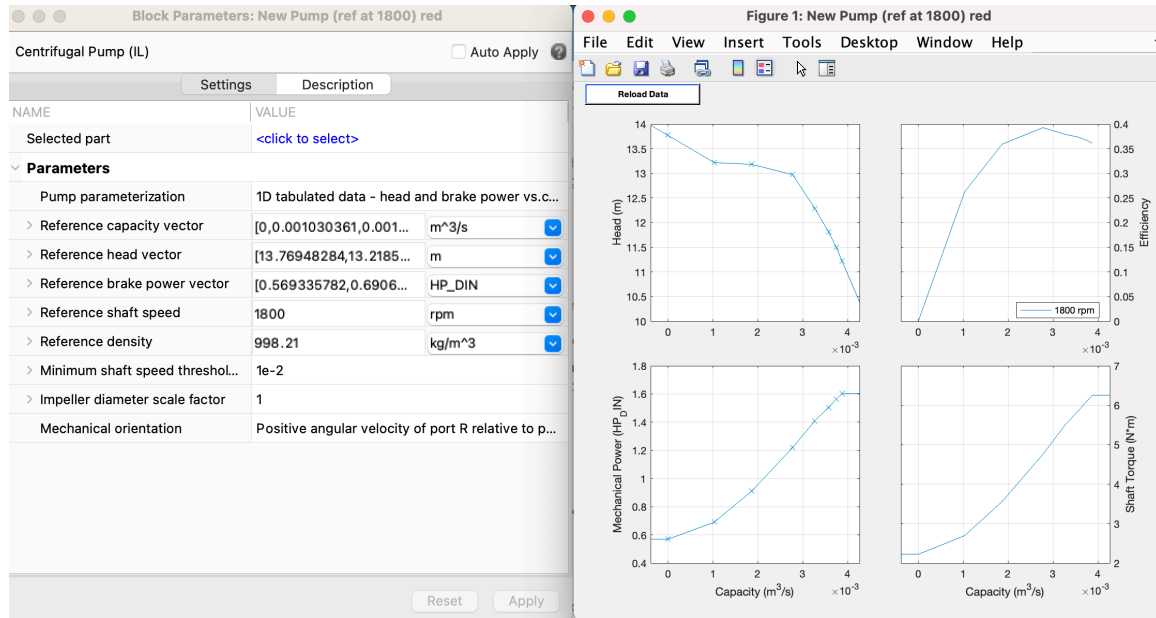 Block Parameters: New Pump (ref at 1800) red
Centrifugal Pump (IL)
Auto Apply
?
Settings
Description
NAME
VALUE
Selected part
<click to select>
Parameters
Pump parameterization
1D tabulated data - head and brake power vs.c...
Reference capacity vector
[0,0.001030361,0.001...
m^3/s
Reference head vector
[13.76948284,13.2185...
m
Reference brake power vector
[0.569335782,0.6906...
HP_DIN
Reference shaft speed
1800
rpm
Reference density
998.21
kg/m^3
Minimum shaft speed threshol...
1e-2
Impeller diameter scale factor
1
Mechanical orientation
Positive angular velocity of port R relative to p...
Reset
Apply
Figure 1: New Pump (ref at 1800) red
File Edit View Insert Tools Desktop Window Help
Reload Data
Head (m)
14
13.5
13
12.5
12
11.5
11
10.5
10
0 1 2 3 4
×10⁻³
Efficiency
0.4
0.35
0.3
0.25
0.2
0.15
0.1
0.05
0
1800 rpm
0 1 2 3 4
×10⁻³
Mechanical Power (HP_DIN)
1.8
1.6
1.4
1.2
1
0.8
0.6
0.4
0 1 2 3 4
Capacity (m³/s)
×10⁻³
Shaft Torque (N*m)
7
6
5
4
3
2
0 1 2 3 4
Capacity (m³/s)
×10⁻³